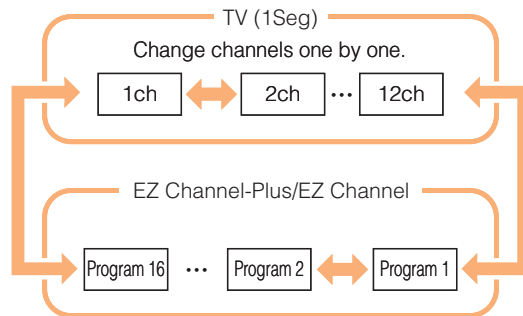 TV (1Seg)
Change channels one by one.
1ch 2ch ••• 12ch
EZ Channel-Plus/EZ Channel
Program 16 ••• Program 2 Program 1